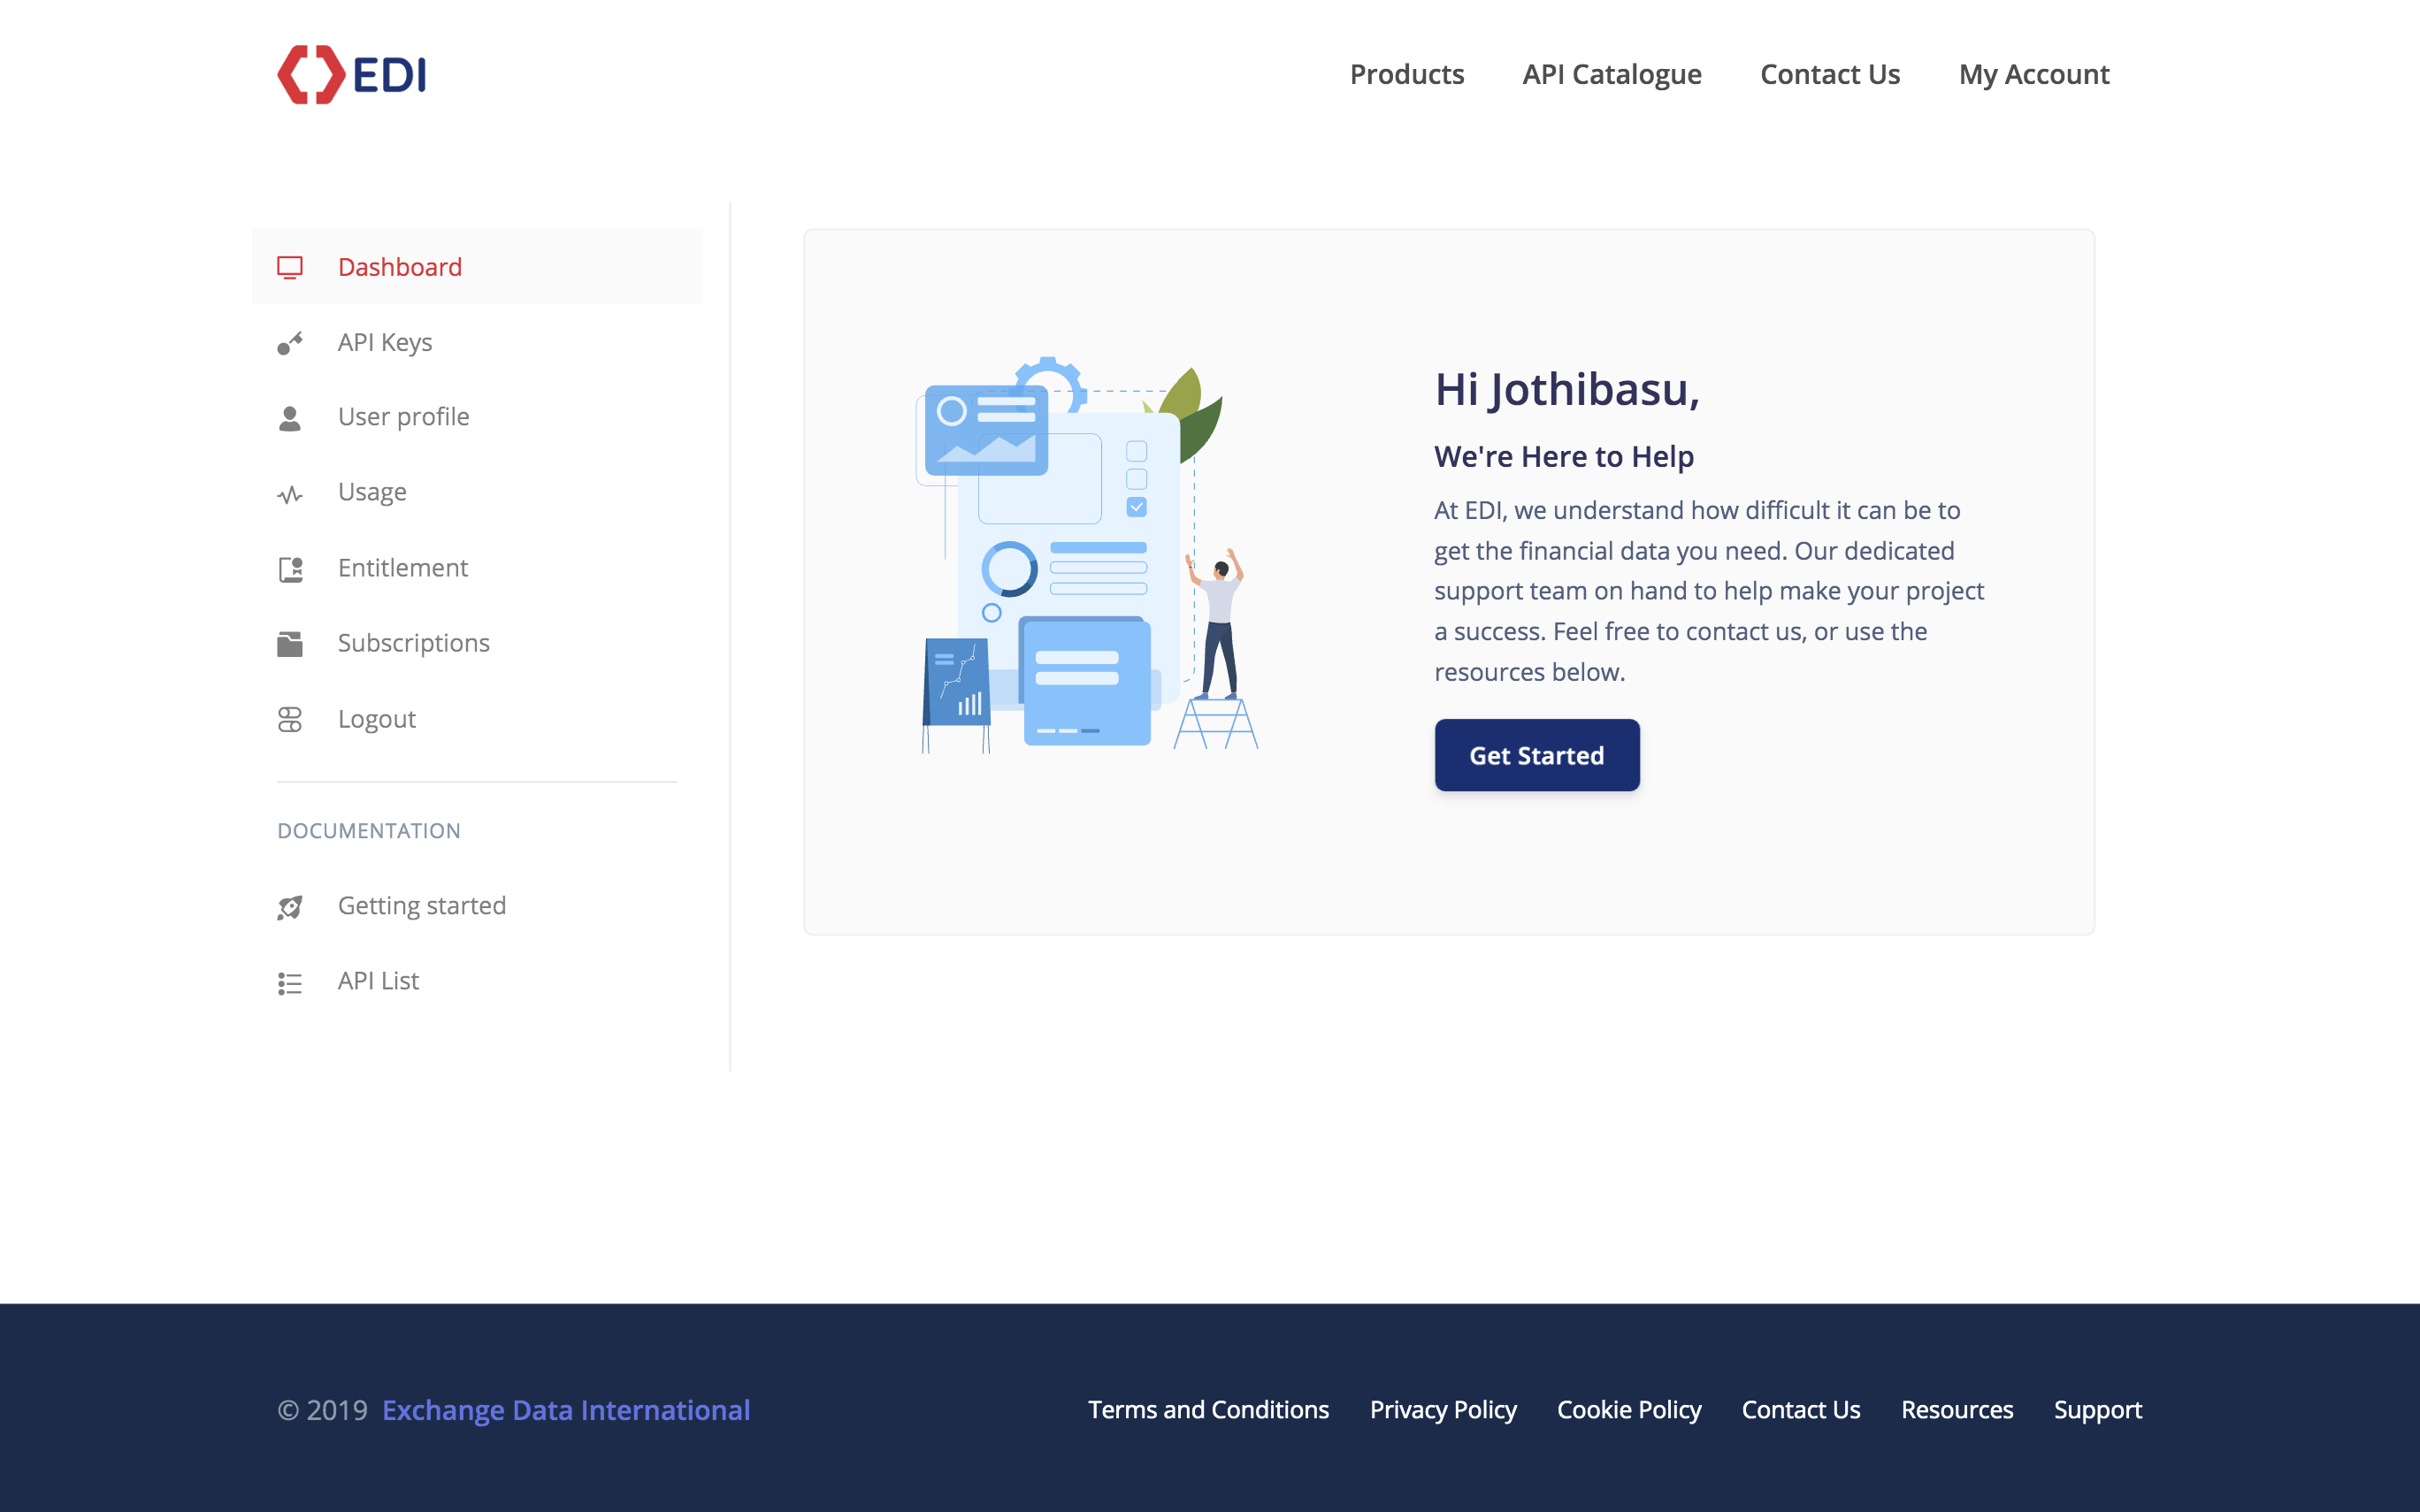 EDI
Products
API Catalogue
Contact Us
My Account
Dashboard
API Keys
User profile
Usage
Entitlement
Subscriptions
Logout
DOCUMENTATION
Getting started
API List
Hi Jothibasu,
We're Here to Help
At EDI, we understand how difficult it can be to
get the financial data you need. Our dedicated
support team on hand to help make your project
a success. Feel free to contact us, or use the
resources below.
Get Started
© 2019 Exchange Data International
Terms and Conditions
Privacy Policy
Cookie Policy
Contact Us
Resources
Support